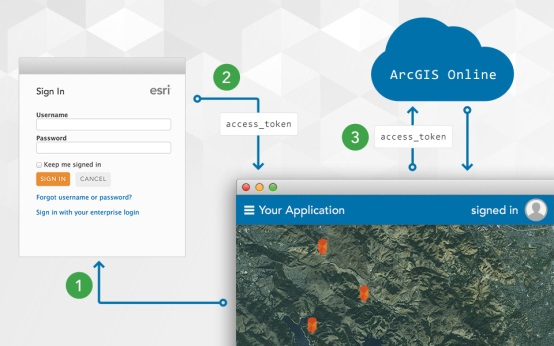 Sign In
esri
Username
Password
Keep me signed in
SIGN IN
CANCEL
Forgot username or password?
Sign in with your enterprise login
1
2
access_token
ArcGIS Online
3
access_token
Your Application
signed in